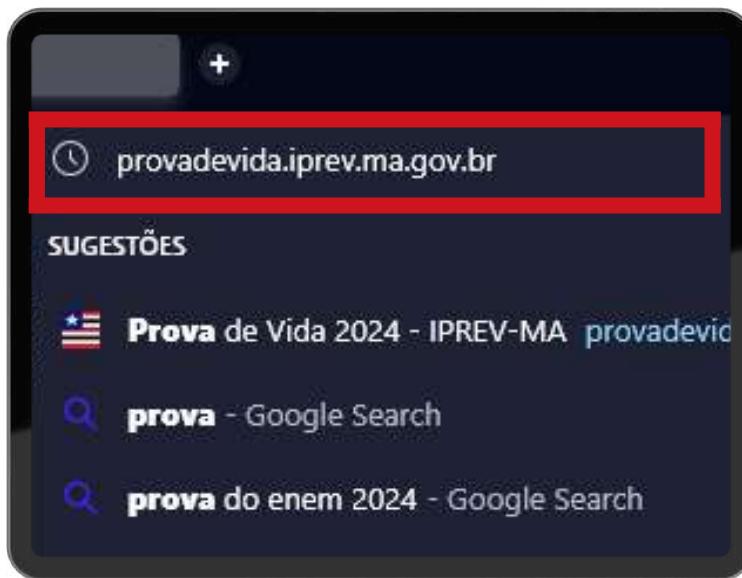 +
provadevida.iprev.ma.gov.br
SUGESTÕES
Prova de Vida 2024 - IPREV-MA provadevid
prova - Google Search
prova do enem 2024 - Google Search